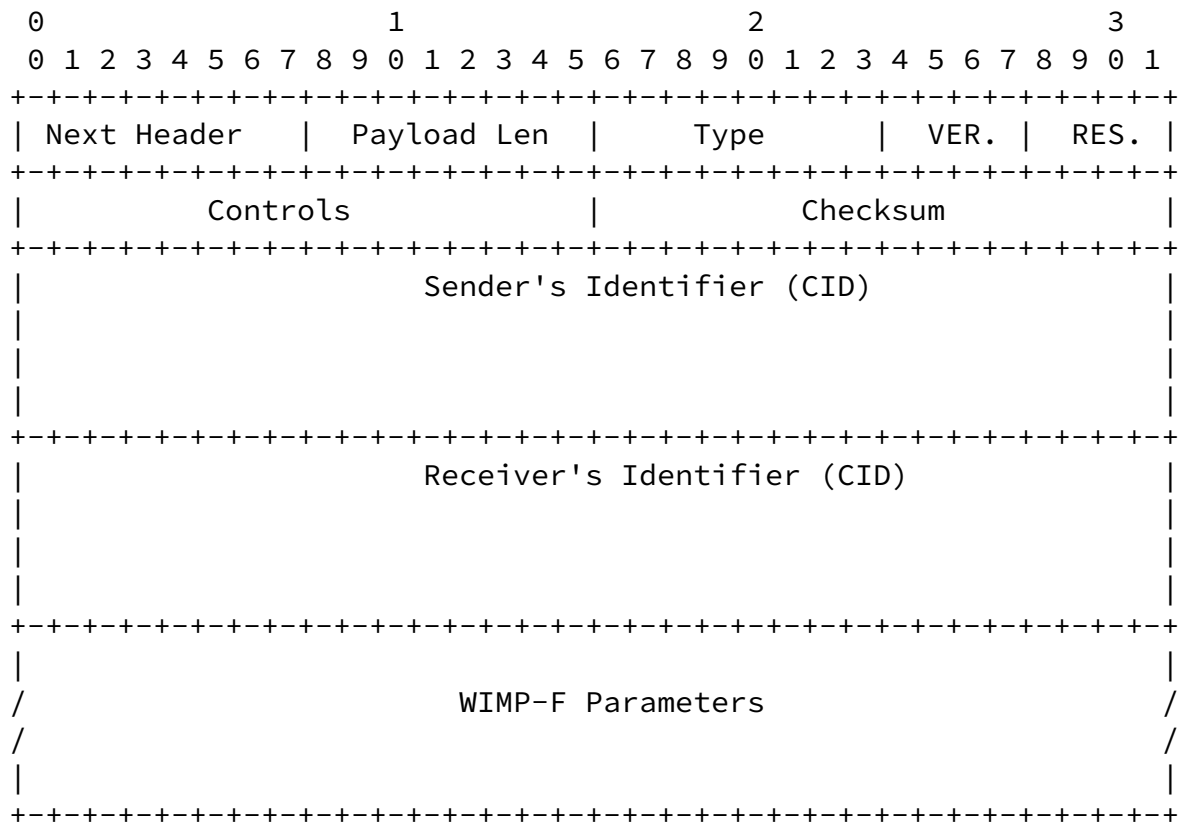 0                   1                   2                   3
 0 1 2 3 4 5 6 7 8 9 0 1 2 3 4 5 6 7 8 9 0 1 2 3 4 5 6 7 8 9 0 1
+-+-+-+-+-+-+-+-+-+-+-+-+-+-+-+-+-+-+-+-+-+-+-+-+-+-+-+-+-+-+-+-+
| Next Header   |  Payload Len  |     Type      |  VER. |  RES. |
+-+-+-+-+-+-+-+-+-+-+-+-+-+-+-+-+-+-+-+-+-+-+-+-+-+-+-+-+-+-+-+-+
|          Controls             |           Checksum            |
+-+-+-+-+-+-+-+-+-+-+-+-+-+-+-+-+-+-+-+-+-+-+-+-+-+-+-+-+-+-+-+-+
|                      Sender's Identifier (CID)                |
|                                                               |
|                                                               |
|                                                               |
+-+-+-+-+-+-+-+-+-+-+-+-+-+-+-+-+-+-+-+-+-+-+-+-+-+-+-+-+-+-+-+-+
|                      Receiver's Identifier (CID)              |
|                                                               |
|                                                               |
|                                                               |
+-+-+-+-+-+-+-+-+-+-+-+-+-+-+-+-+-+-+-+-+-+-+-+-+-+-+-+-+-+-+-+-+
|                                                               |
/                        WIMP-F Parameters                      /
/                                                               /
|                                                               |
+-+-+-+-+-+-+-+-+-+-+-+-+-+-+-+-+-+-+-+-+-+-+-+-+-+-+-+-+-+-+-+-+